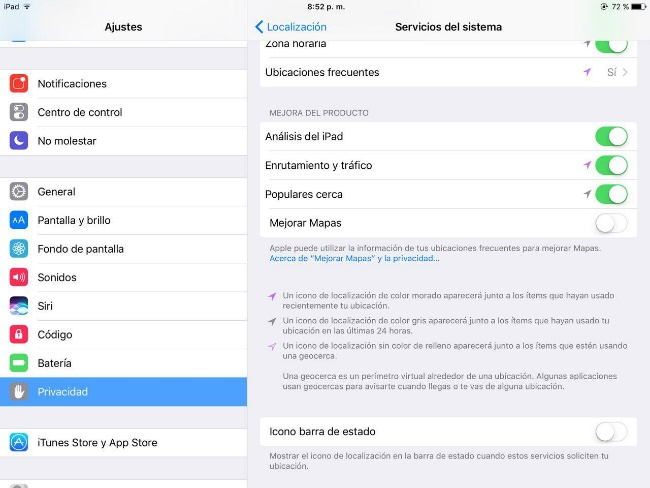 iPad
8:52 p. m.
72 %
Ajustes
Localización
Servicios del sistema
Notificaciones
Centro de control
No molestar
General
AA
Pantalla y brillo
Fondo de pantalla
Sonidos
Siri
Código
Batería
Privacidad
iTunes Store y App Store
Zona horaria
Ubicaciones frecuentes
Sí
MEJORA DEL PRODUCTO
Análisis del iPad
Enrutamiento y tráfico
Populares cerca
Mejorar Mapas
Apple puede utilizar la información de tus ubicaciones frecuentes para mejorar Mapas.
Acerca de “Mejorar Mapas” y la privacidad...
Un icono de localización de color morado aparecerá junto a los ítems que hayan usado
recientemente tu ubicación.
Un icono de localización de color gris aparecerá junto a los ítems que hayan usado tu
ubicación en las últimas 24 horas.
Un icono de localización sin color de relleno aparecerá junto a los ítems que estén usando
una geocerca.
Una geocerca es un perímetro virtual alrededor de una ubicación. Algunas aplicaciones
usan geocercas para avisarte cuando llegas o te vas de alguna ubicación.
Icono barra de estado
Mostrar el icono de localización en la barra de estado cuando estos servicios soliciten tu
ubicación.